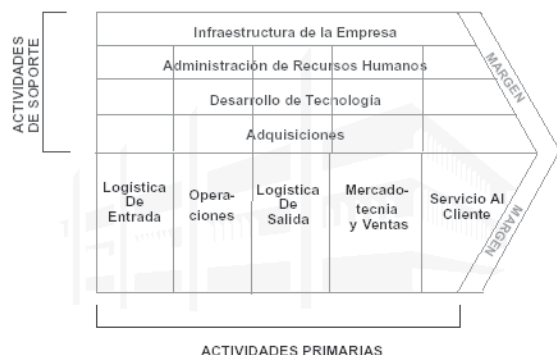 ACTIVIDADES
DE SOPORTE
Infraestructura de la Empresa
Administración de Recursos Humanos
Desarrollo de Tecnología
Adquisiciones
MARGEN
Logística
De
Entrada
Opera-
ciones
Logística
De
Salida
Mercado-
tecnia
y Ventas
Servicio Al
Cliente
MARGEN
ACTIVIDADES PRIMARIAS